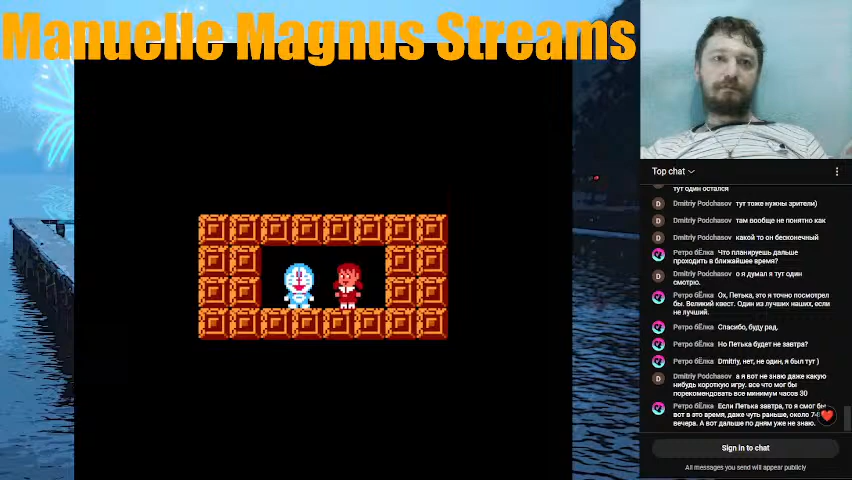 Manuelle Magnus Streams
Top chat
тут один остался
D Dmitriy Podchasov тут тоже нужны зрители)
D Dmitriy Podchasov там вообще не понятно как
D Dmitriy Podchasov какой то он бесконечный
Ретро бЁлка Что планируешь дальше
проходить в ближайшее время?
D Dmitriy Podchasov о я думал я тут один
смотрю.
Ретро бЁлка Ох, Петька, это я точно посмотрел
бы. Великий квест. Один из лучших наших, если
не лучший.
Ретро бЁлка Спасибо, буду рад.
Ретро бЁлка Но Петька будет не завтра?
Ретро бЁлка Dmitriy, нет, не один, я был тут )
D Dmitriy Podchasov а я вот не знаю даже какую
нибудь короткую игру. все что мог бы
порекомендовать все минимум часов 30
Ретро бЁлка Если Петька завтра, то я смог бы
вот в это время, даже чуть раньше, около
вечера. А вот дальше по дням уже не знаю.
Sign in to chat
All messages you send will appear publicly